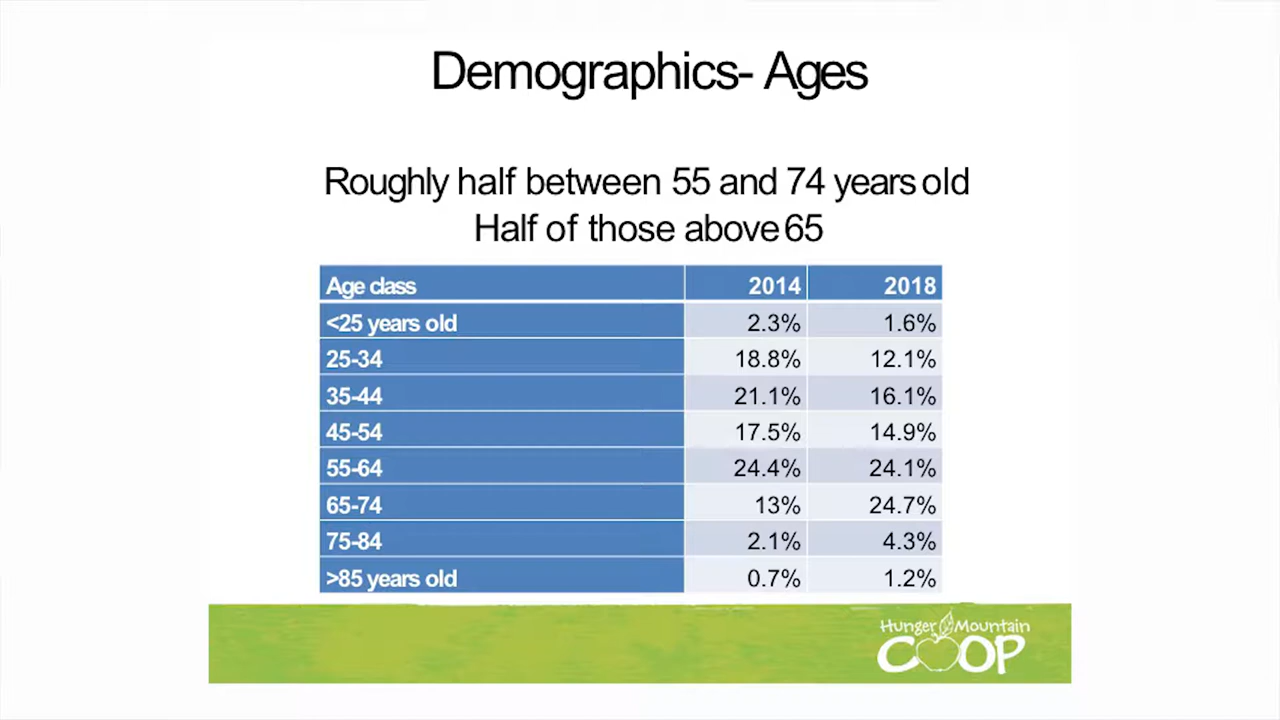 Demographics- Ages
Roughly half between 55 and 74 years old
Half of those above 65
Age class 2014 2018
<25 years old 2.3% 1.6%
25-34 18.8% 12.1%
35-44 21.1% 16.1%
45-54 17.5% 14.9%
55-64 24.4% 24.1%
65-74 13% 24.7%
75-84 2.1% 4.3%
>85 years old 0.7% 1.2%
Hunger Mountain
COOP